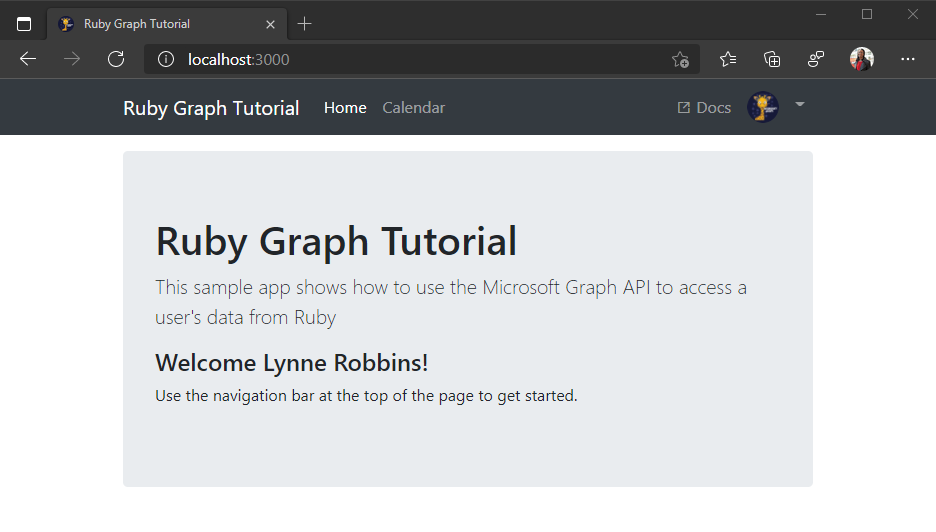 Ruby Graph Tutorial
localhost:3000
Ruby Graph Tutorial Home Calendar Docs
Ruby Graph Tutorial
This sample app shows how to use the Microsoft Graph API to access a
user's data from Ruby
Welcome Lynne Robbins!
Use the navigation bar at the top of the page to get started.